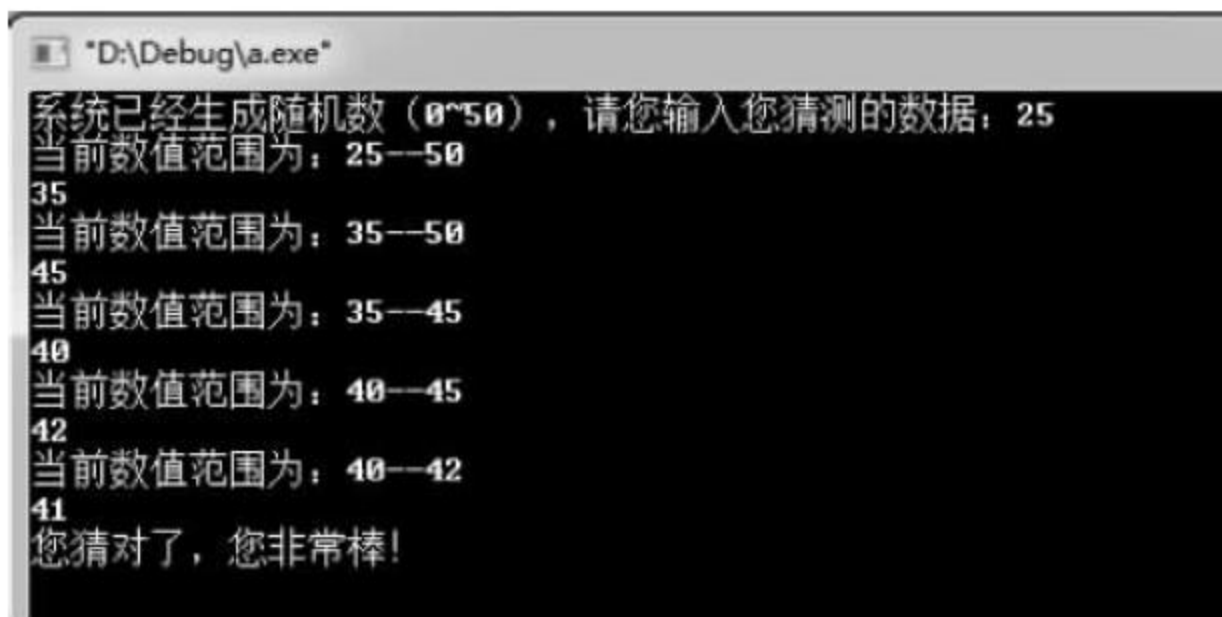 "D:\Debug\a.exe"
系统已经生成随机数（0~50），请您输入您猜测的数据：25
当前数值范围为：25--50
35
当前数值范围为：35--50
45
当前数值范围为：35--45
40
当前数值范围为：40--45
42
当前数值范围为：40--42
41
您猜对了，您非常棒！